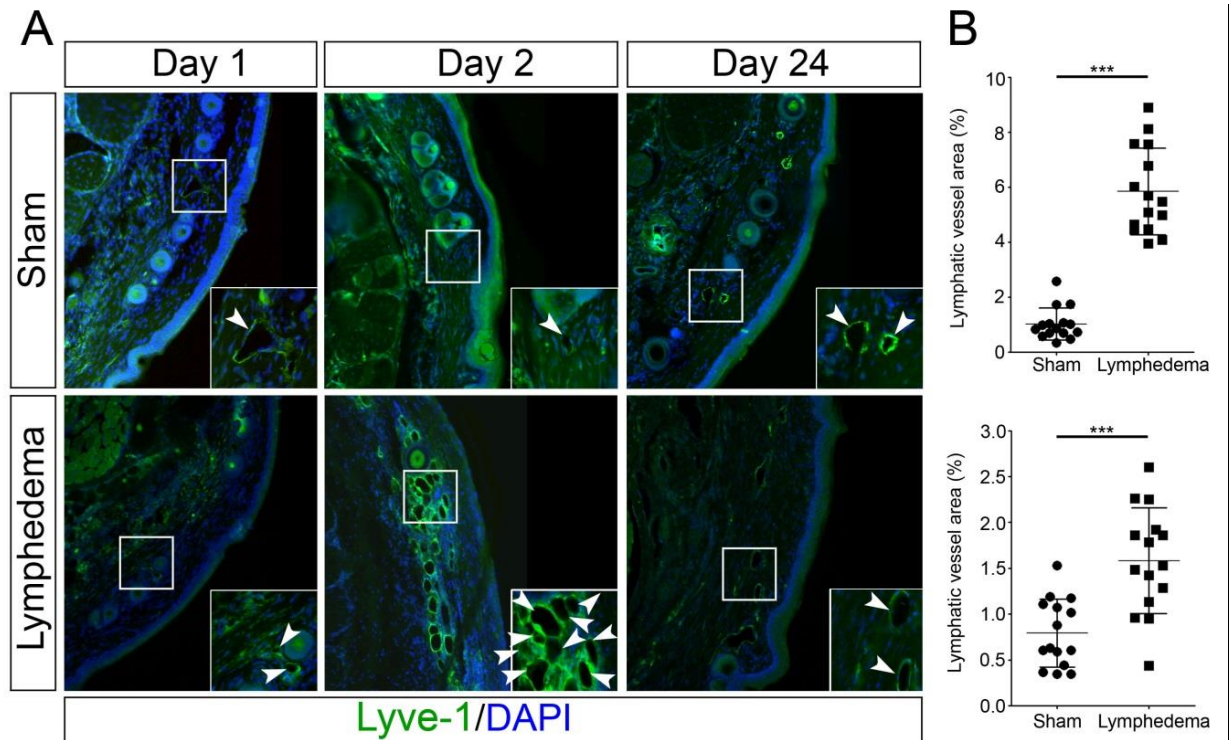 A
Day 1
Day 2
Day 24
Sham
Lymphedema
Lyve-1/DAPI
B
***
10
8
6
4
2
0
Lymphatic vessel area (%)
Sham
Lymphedema
***
3.0
2.5
2.0
1.5
1.0
0.5
0.0
Lymphatic vessel area (%)
Sham
Lymphedema